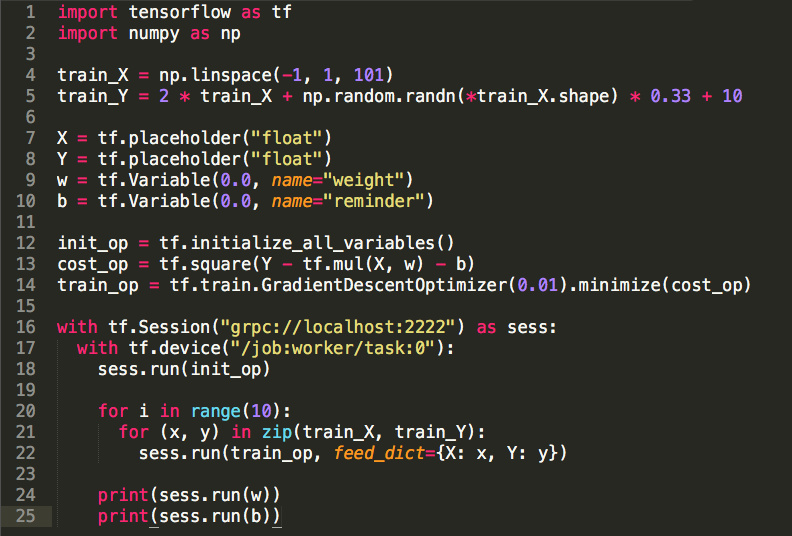 1 import tensorflow as tf
2 import numpy as np
3
4 train_X = np.linspace(-1, 1, 101)
5 train_Y = 2 * train_X + np.random.randn(*train_X.shape) * 0.33 + 10
6
7 X = tf.placeholder("float")
8 Y = tf.placeholder("float")
9 w = tf.Variable(0.0, name="weight")
10 b = tf.Variable(0.0, name="reminder")
11
12 init_op = tf.initialize_all_variables()
13 cost_op = tf.square(Y - tf.mul(X, w) - b)
14 train_op = tf.train.GradientDescentOptimizer(0.01).minimize(cost_op)
15
16 with tf.Session("grpc://localhost:2222") as sess:
17   with tf.device("/job:worker/task:0"):
18     sess.run(init_op)
19
20     for i in range(10):
21       for (x, y) in zip(train_X, train_Y):
22         sess.run(train_op, feed_dict={X: x, Y: y})
23
24     print(sess.run(w))
25     print(sess.run(b))